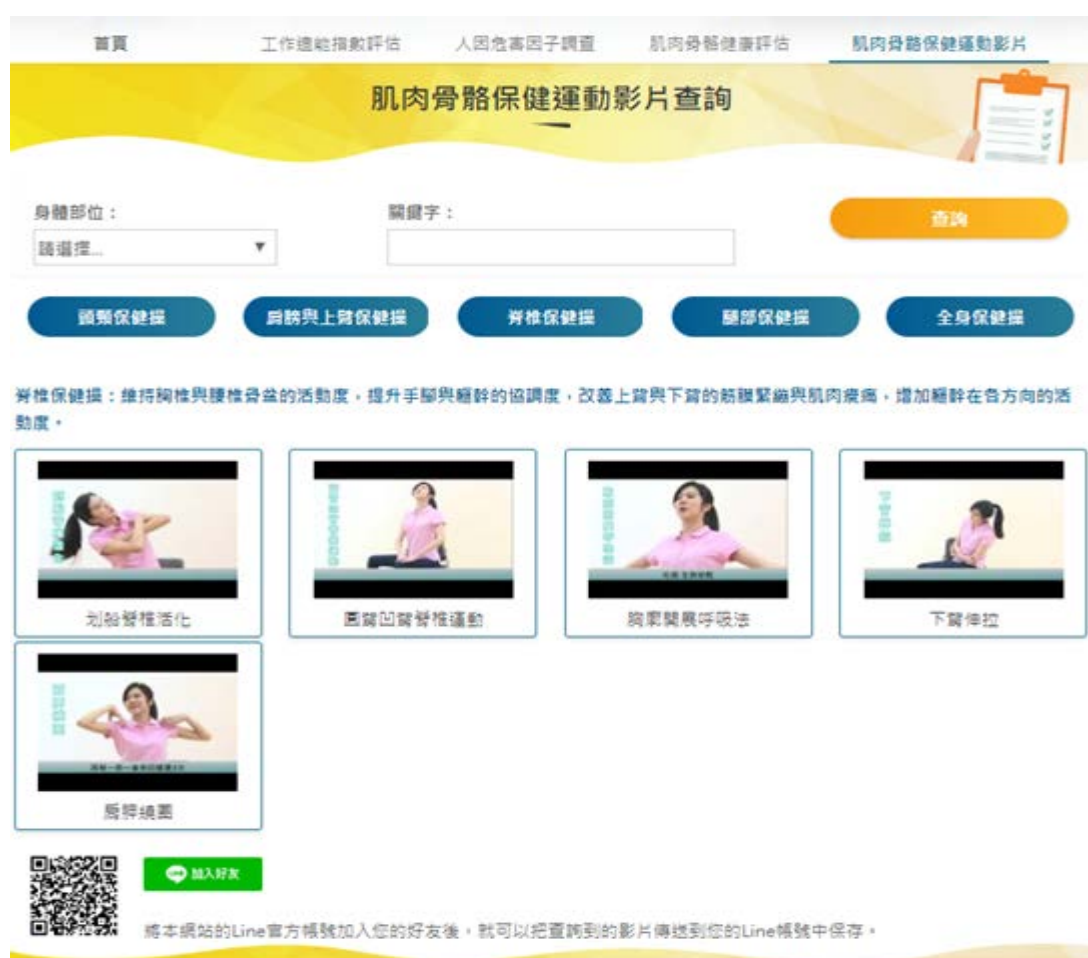 首頁 工作適能指數評估 人因危害因子調查 肌肉骨骼健康評估 肌肉骨骼保健運動影片
肌肉骨骼保健運動影片查詢
身體部位： 關鍵字： 查詢
請選擇...
頭頸保健操 肩膀與上臂保健操 脊椎保健操 腿部保健操 全身保健操
脊椎保健操：維持胸椎與腰椎骨盆的活動度，提升手腳與軀幹的協調度，改善上背與下背的筋膜緊繃與肌肉痠痛，增加軀幹在各方向的活
動度。
划船脊椎活化 圓背凹背脊椎運動 胸廓開展呼吸法 下背伸拉
肩胛繞圈
LINE 加入好友
將本網站的Line官方帳號加入您的好友後，就可以把查詢到的影片傳送到您的Line帳號中保存。